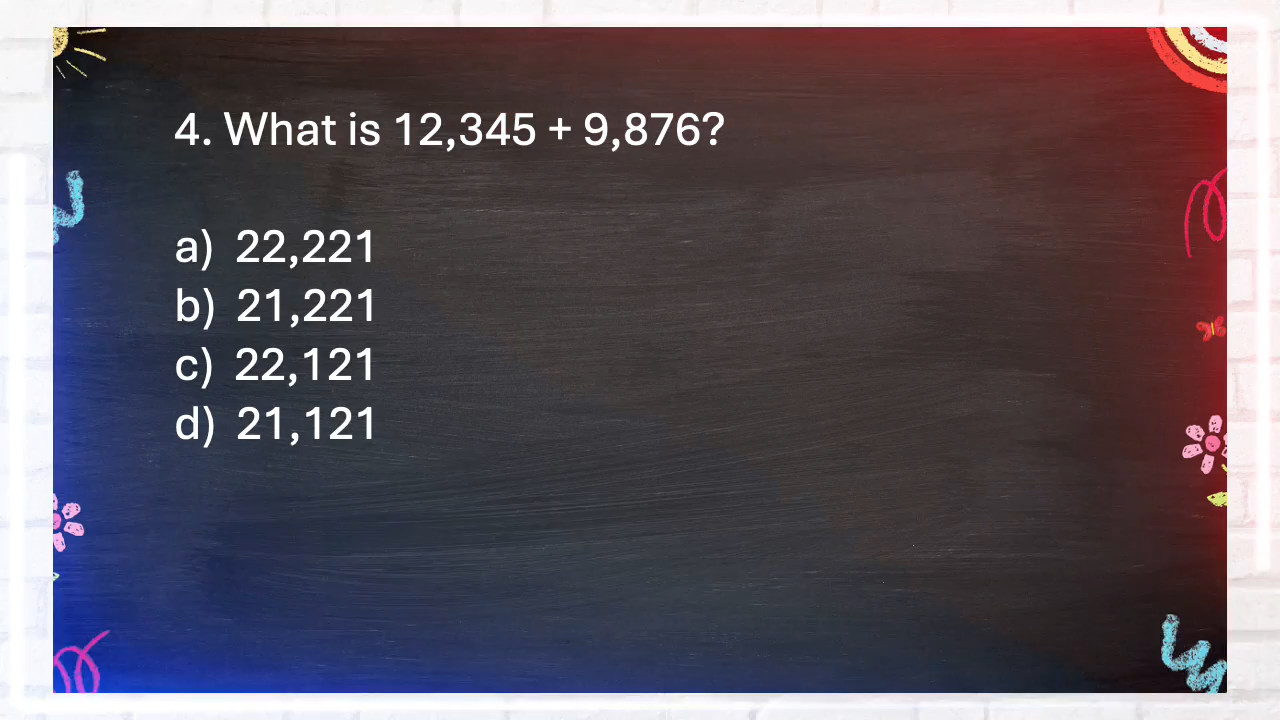 4. What is 12,345 + 9,876?
a) 22,221
b) 21,221
c) 22,121
d) 21,121